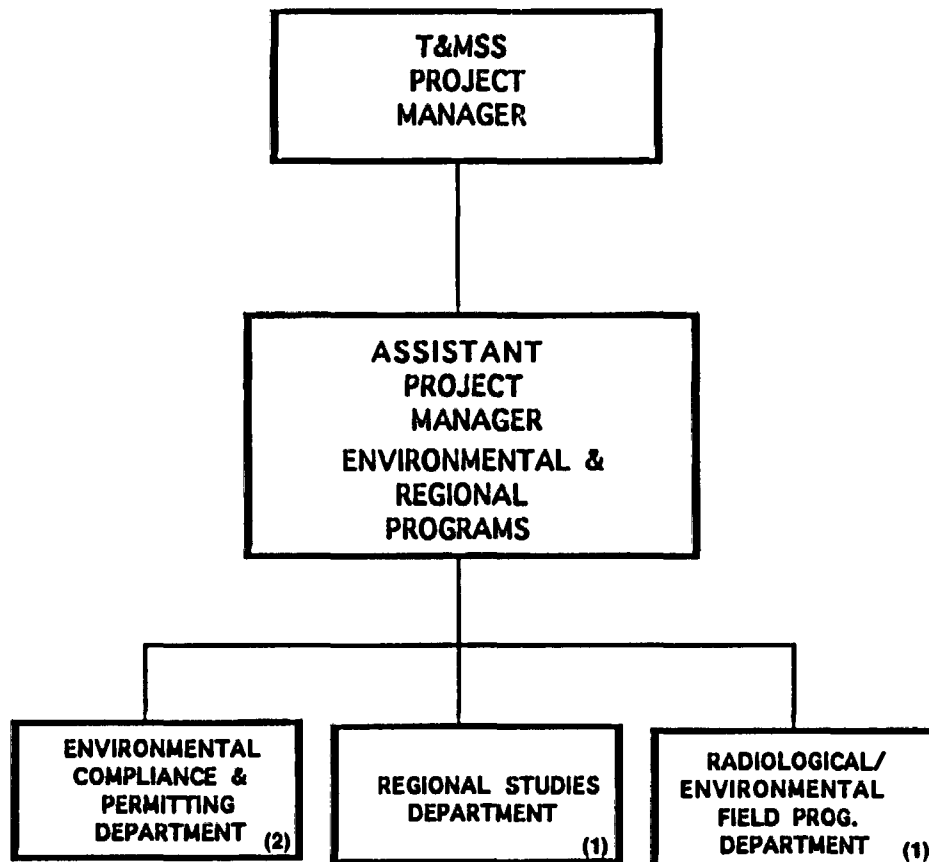 T&MSS
PROJECT
MANAGER
ASSISTANT
PROJECT
MANAGER
ENVIRONMENTAL &
REGIONAL
PROGRAMS
ENVIRONMENTAL
COMPLIANCE &
PERMITTING
DEPARTMENT
(2)
REGIONAL STUDIES
DEPARTMENT
(1)
RADIOLOGICAL/
ENVIRONMENTAL
FIELD PROG.
DEPARTMENT
(1)